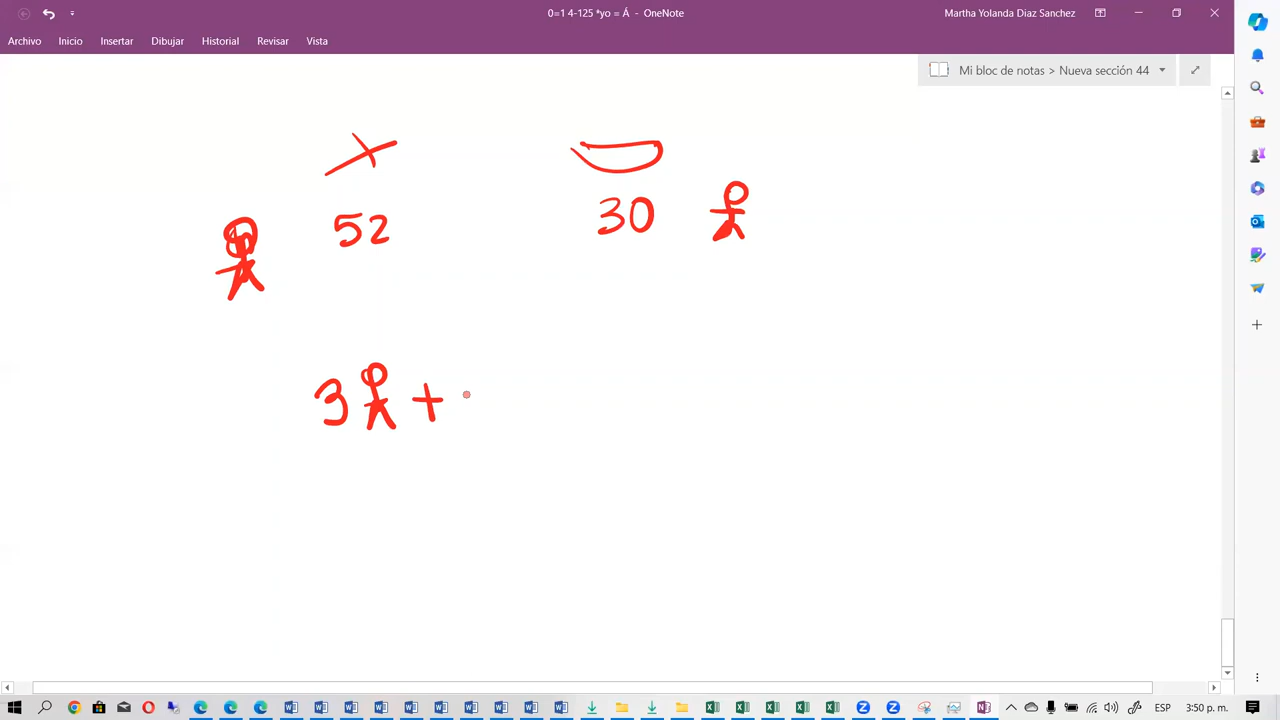 0=1 4-125 *yo = Á - OneNote
Martha Yolanda Diaz Sanchez
Archivo Inicio Insertar Dibujar Historial Revisar Vista
Mi bloc de notas > Nueva sección 44
52 30
3 +
ESP 3:50 p. m.